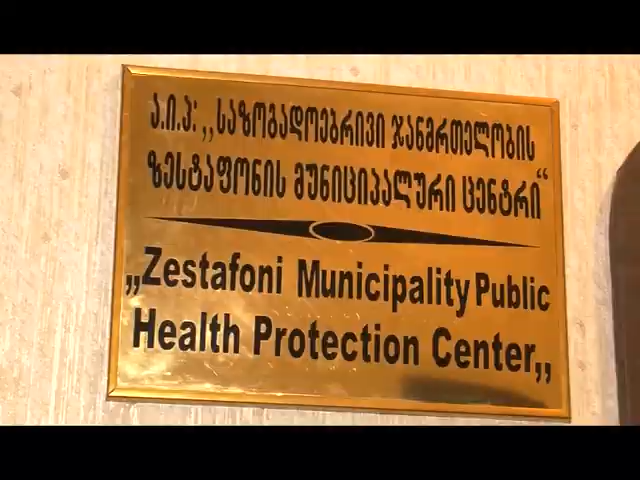 ა.ი.პ: „საზოგადოებრივი ჯანმრთელობის
ზესტაფონის მუნიციპალური ცენტრი“
„Zestafoni Municipality Public
Health Protection Center„